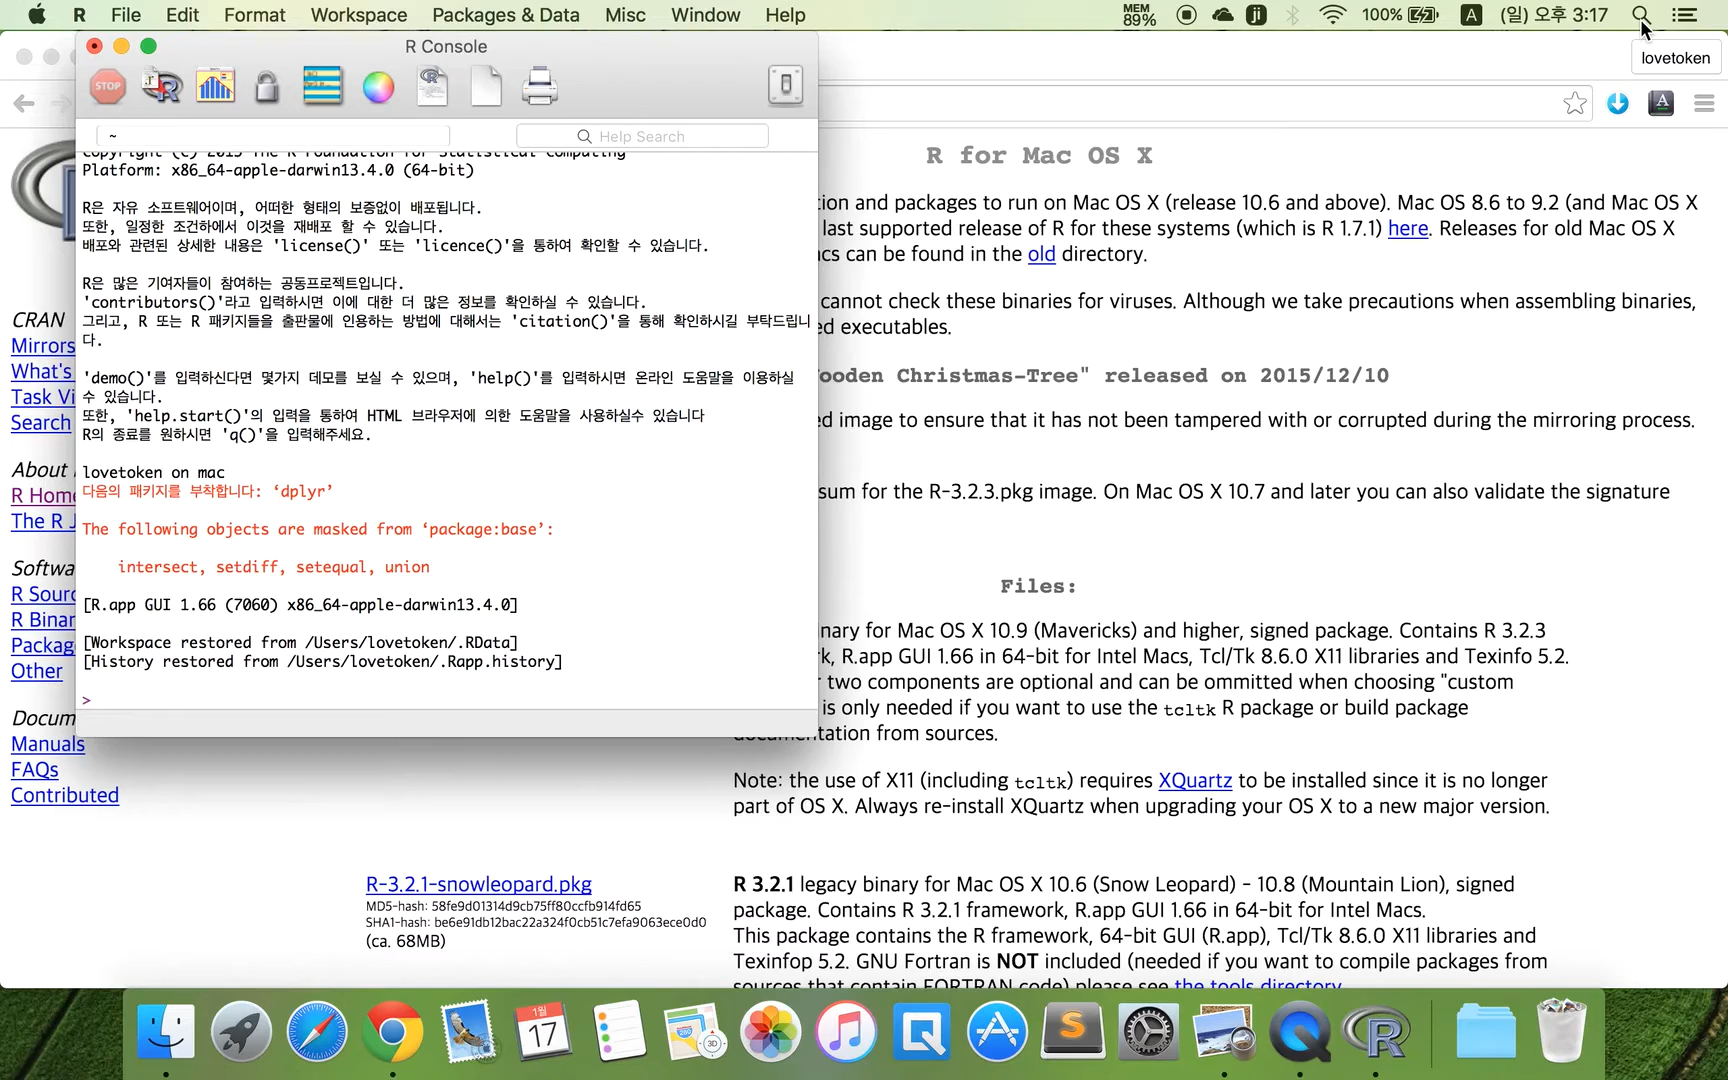 R File Edit Format Workspace Packages & Data Misc Window Help MEM 89% ji 100% A (일) 오후 3:17
R Console
lovetoken
STOP
~ Help Search
Copyright (C) 2015 The R Foundation for Statistical Computing
Platform: x86_64-apple-darwin13.4.0 (64-bit)
R은 자유 소프트웨어이며, 어떠한 형태의 보증없이 배포됩니다.
또한, 일정한 조건하에서 이것을 재배포 할 수 있습니다.
배포와 관련된 상세한 내용은 'license()' 또는 'licence()'을 통하여 확인할 수 있습니다.
R은 많은 기여자들이 참여하는 공동프로젝트입니다.
'contributors()'라고 입력하시면 이에 대한 더 많은 정보를 확인하실 수 있습니다.
그리고, R 또는 R 패키지들을 출판물에 인용하는 방법에 대해서는 'citation()'을 통해 확인하시길 부탁드립니
다.
'demo()'를 입력하신다면 몇가지 데모를 보실 수 있으며, 'help()'를 입력하시면 온라인 도움말을 이용하실
수 있습니다.
또한, 'help.start()'의 입력을 통하여 HTML 브라우저에 의한 도움말을 사용하실수 있습니다
R의 종료를 원하시면 'q()'을 입력해주세요.
lovetoken on mac
다음의 패키지를 부착합니다: ‘dplyr’
The following objects are masked from ‘package:base’:
intersect, setdiff, setequal, union
[R.app GUI 1.66 (7060) x86_64-apple-darwin13.4.0]
[Workspace restored from /Users/lovetoken/.RData]
[History restored from /Users/lovetoken/.Rapp.history]
>
CRAN
Mirrors
What's
Task Vi
Search
About
R Home
The R J
Softwa
R Sourc
R Binar
Packag
Other
Docum
Manuals
FAQs
Contributed
R for Mac OS X
tion and packages to run on Mac OS X (release 10.6 and above). Mac OS 8.6 to 9.2 (and Mac OS X
last supported release of R for these systems (which is R 1.7.1) here. Releases for old Mac OS X
cs can be found in the old directory.
cannot check these binaries for viruses. Although we take precautions when assembling binaries,
ed executables.
ooden Christmas-Tree" released on 2015/12/10
ed image to ensure that it has not been tampered with or corrupted during the mirroring process.
sum for the R-3.2.3.pkg image. On Mac OS X 10.7 and later you can also validate the signature
Files:
nary for Mac OS X 10.9 (Mavericks) and higher, signed package. Contains R 3.2.3
k, R.app GUI 1.66 in 64-bit for Intel Macs, Tcl/Tk 8.6.0 X11 libraries and Texinfo 5.2.
r two components are optional and can be ommitted when choosing "custom
is only needed if you want to use the tcltk R package or build package
documentation from sources.
Note: the use of X11 (including tcltk) requires XQuartz to be installed since it is no longer
part of OS X. Always re-install XQuartz when upgrading your OS X to a new major version.
R-3.2.1-snowleopard.pkg
MD5-hash: 58fe9d01314d9cb75ff80ccfb914fd65
SHA1-hash: be6e91db12bac22a324f0cb51c7efa9063ece0d0
(ca. 68MB)
R 3.2.1 legacy binary for Mac OS X 10.6 (Snow Leopard) - 10.8 (Mountain Lion), signed
package. Contains R 3.2.1 framework, R.app GUI 1.66 in 64-bit for Intel Macs.
This package contains the R framework, 64-bit GUI (R.app), Tcl/Tk 8.6.0 X11 libraries and
Texinfop 5.2. GNU Fortran is NOT included (needed if you want to compile packages from
sources that contain FORTRAN code) please see the tools directory.
1월
17
3D